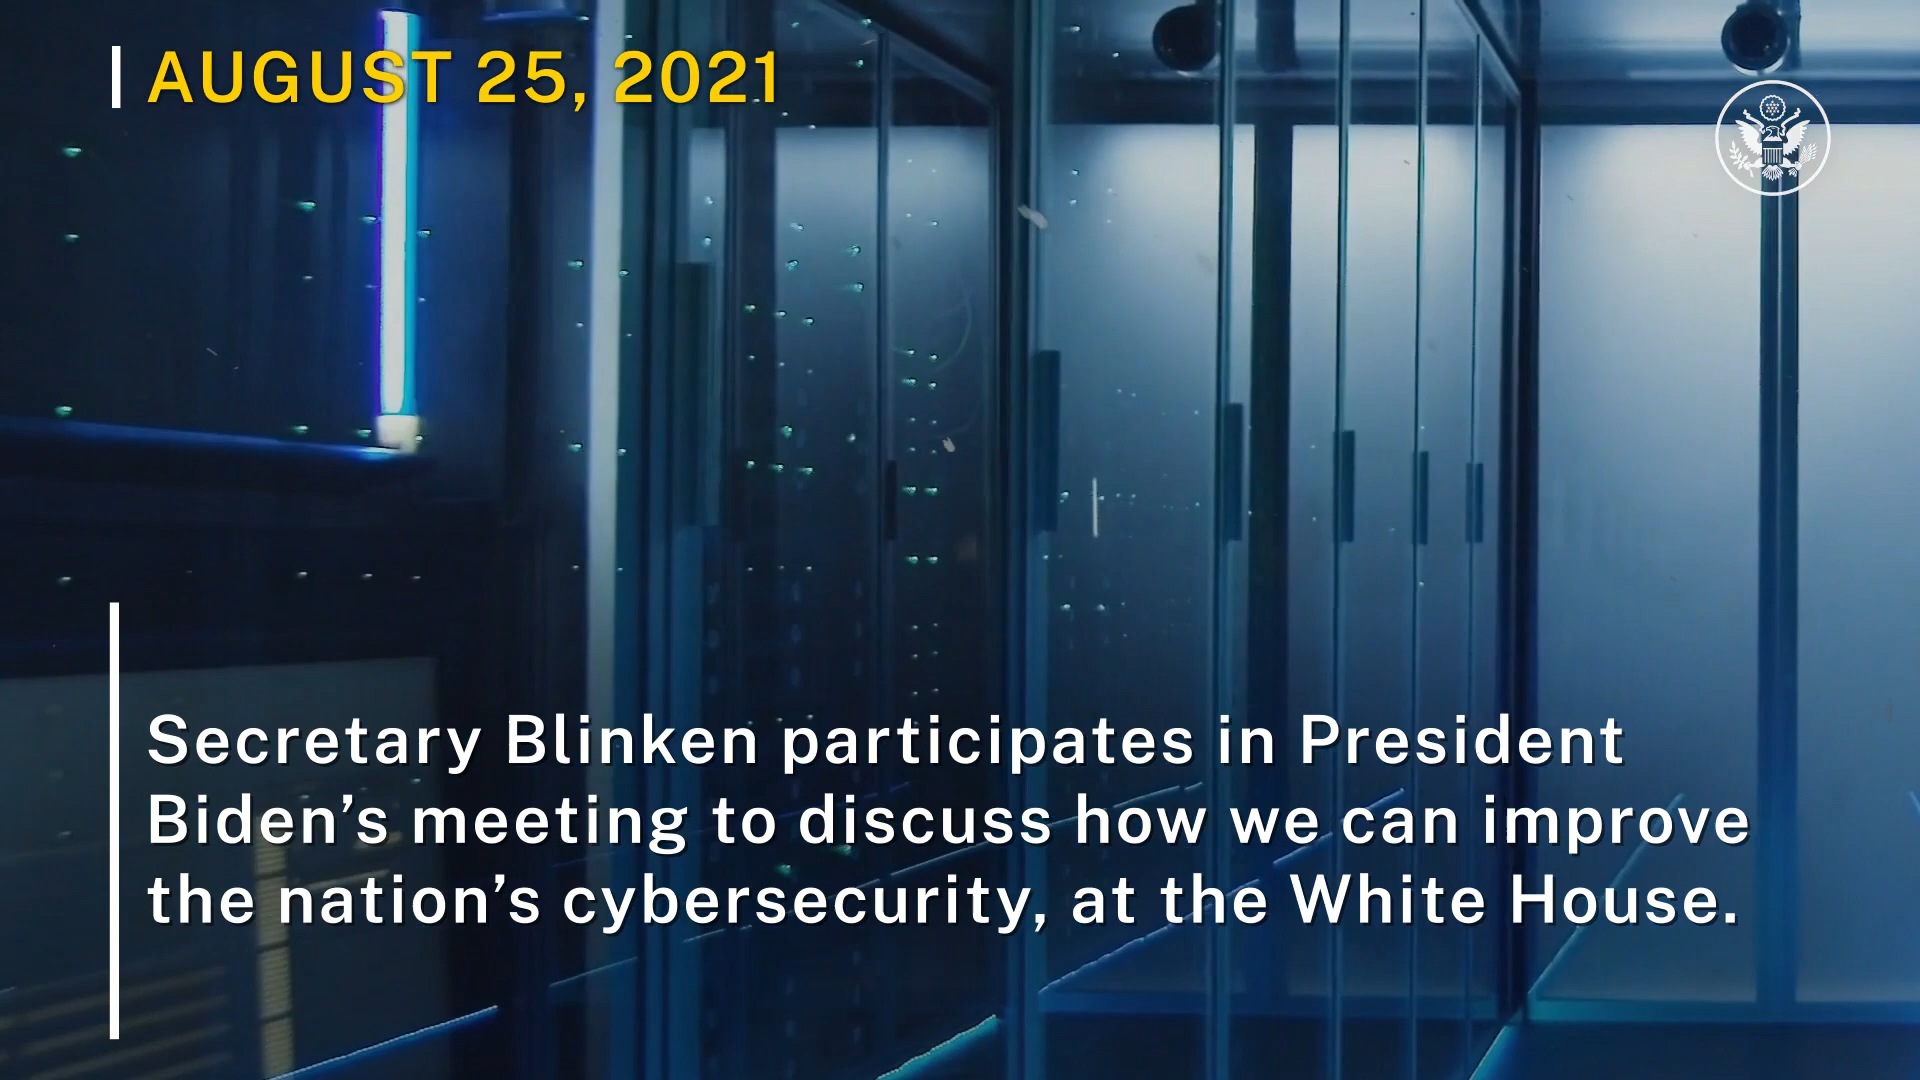 AUGUST 25, 2021
Secretary Blinken participates in President
Biden’s meeting to discuss how we can improve
the nation’s cybersecurity, at the White House.